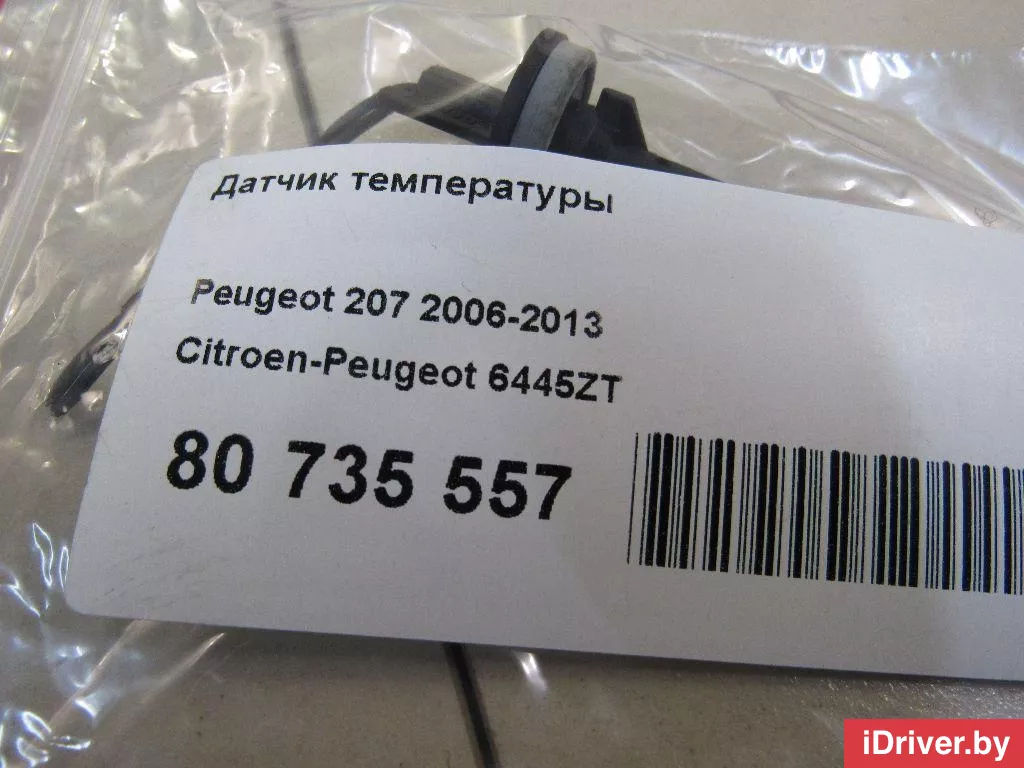 Датчик температуры
Peugeot 207 2006-2013
Citroen-Peugeot 6445ZT
80 735 557
iDriver.by